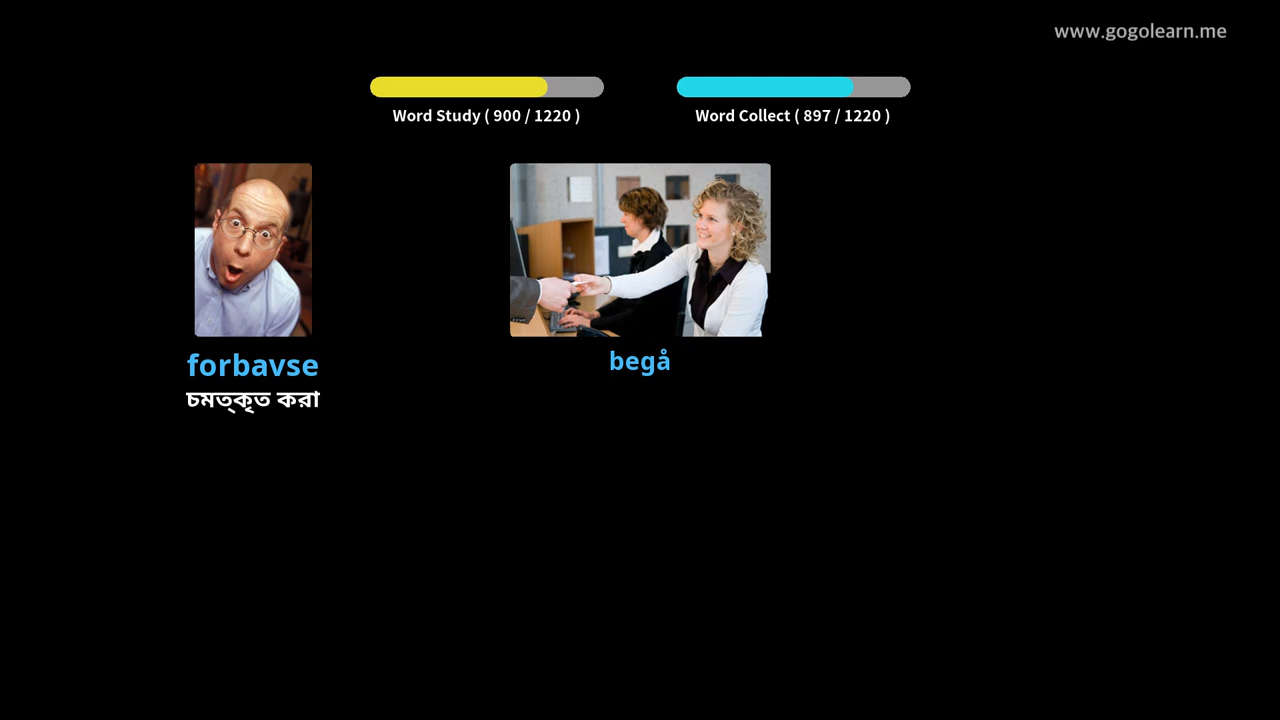 www.gogolearn.me
Word Study ( 900 / 1220 )
Word Collect ( 897 / 1220 )
forbavse
চমত্কৃত করা
begå